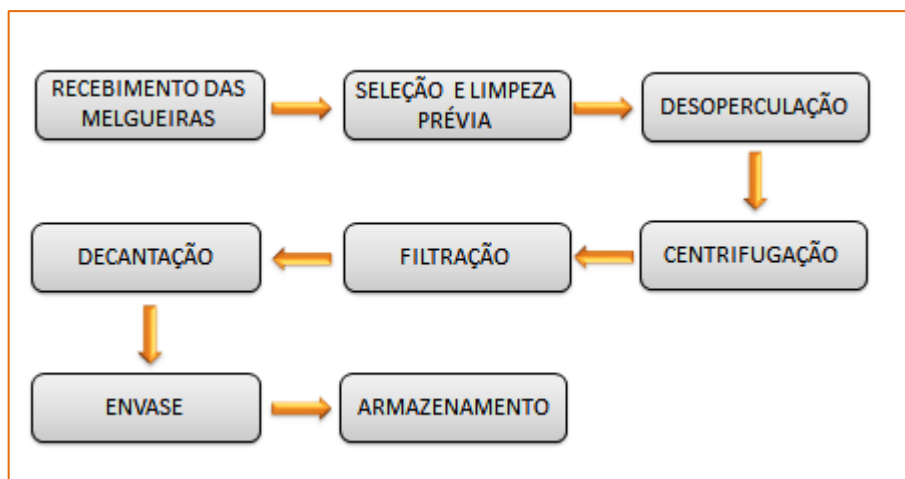 RECEBIMENTO DAS
MELGUEIRAS
SELEÇÃO E LIMPEZA
PRÉVIA
DESOPERCULAÇÃO
CENTRIFUGAÇÃO
FILTRAÇÃO
DECANTAÇÃO
ENVASE
ARMAZENAMENTO